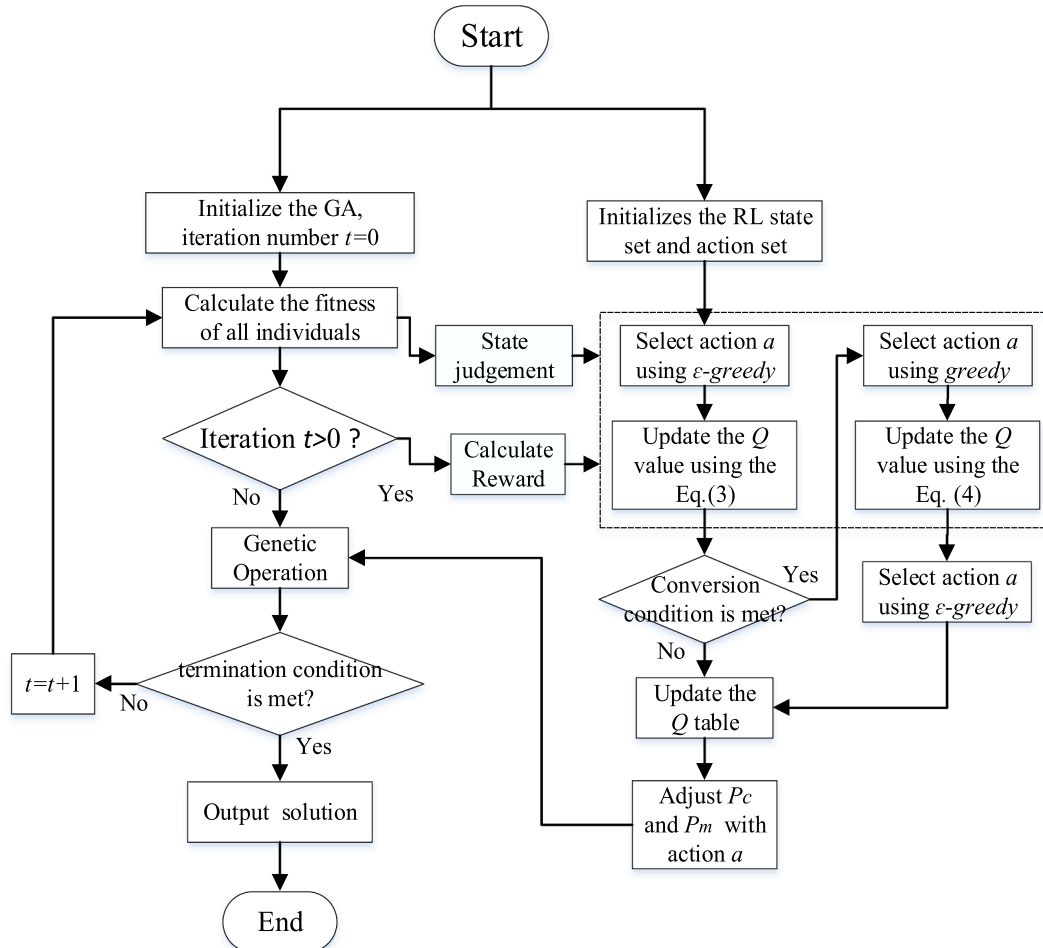 Start
Initialize the GA,
iteration number t=0
Initializes the RL state
set and action set
Calculate the fitness
of all individuals
State
judgement
Select action a
using ε-greedy
Select action a
using greedy
Iteration t>0 ?
Calculate
Reward
Update the Q
value using the
Eq.(3)
Update the Q
value using the
Eq. (4)
No
Yes
Genetic
Operation
Conversion
condition is met?
Yes
Select action a
using ε-greedy
No
termination condition
is met?
t=t+1
No
Yes
Update the
Q table
Output solution
Adjust Pc
and Pm with
action a
End